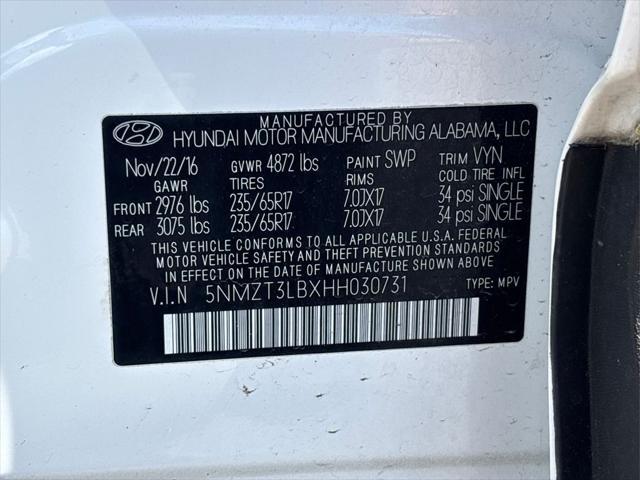 MANUFACTURED BY
HYUNDAI MOTOR MANUFACTURING ALABAMA, LLC
Nov/22/16 GVWR 4872 lbs PAINT SWP TRIM VYN
GAWR TIRES RIMS COLD TIRE INFL
FRONT 2976 lbs 235/65R17 7.0JX17 34 psi SINGLE
REAR 3075 lbs 235/65R17 7.0JX17 34 psi SINGLE
THIS VEHICLE CONFORMS TO ALL APPLICABLE U.S.A. FEDERAL
MOTOR VEHICLE SAFETY AND THEFT PREVENTION STANDARDS
IN EFFECT ON THE DATE OF MANUFACTURE SHOWN ABOVE.
V.I.N 5NMZT3LBXHH030731 TYPE: MPV